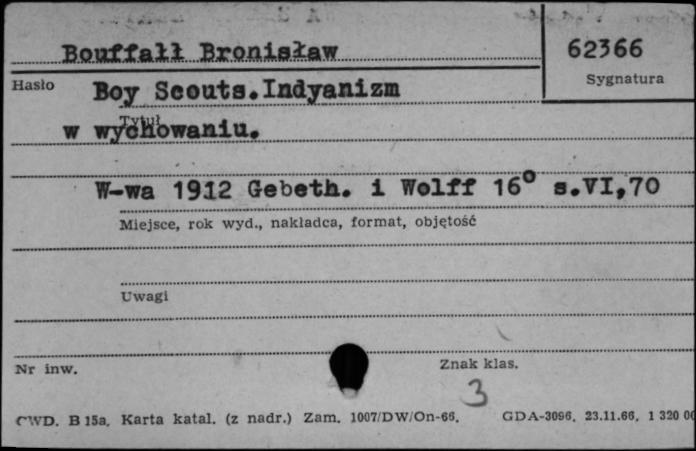 Bouffałł Bronisław
62366
Sygnatura
Hasło
Boy Scouts.Indyanizm
Tytuł
w wychowaniu.
W-wa 1912 Gebeth. i Wolff 16° s.VI,70
Miejsce, rok wyd., nakładca, format, objętość
Uwagi
Nr inw.
Znak klas.
3
CWD. B 15a. Karta katal. (z nadr.) Zam. 1007/DW/On-66. GDA-3096. 23.11.66. 1 320 00